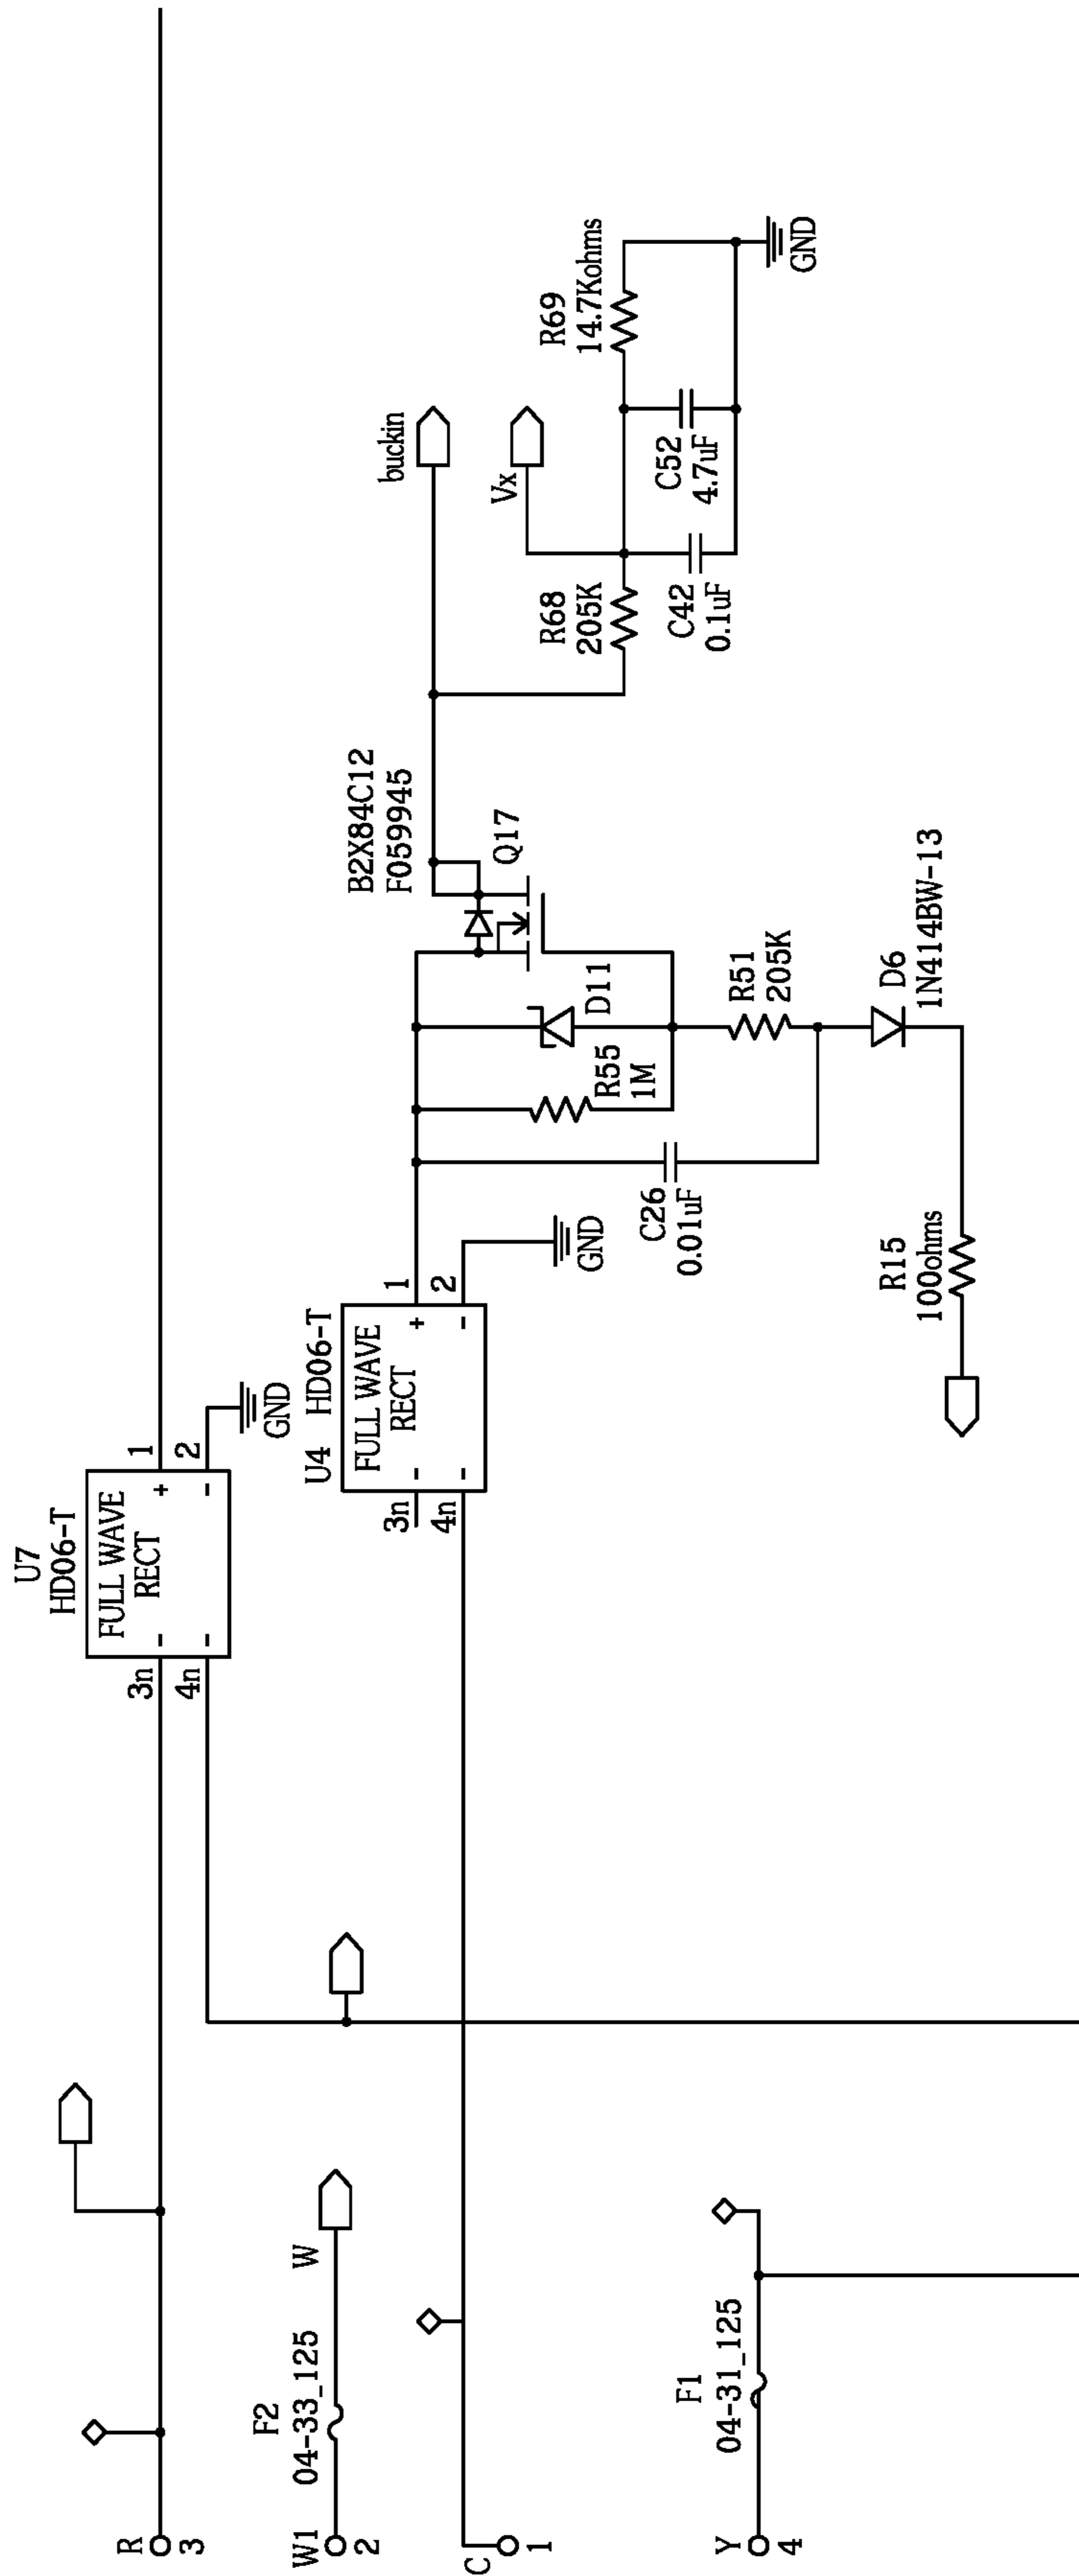 U7
HD06-T
FULL WAVE
RECT
3n
4n
-
-
+
-
1
2
GND
R
3
F2
04-33_125
W
W1
2
C
1
F1
04-31_125
Y
4
U4 HD06-T
FULL WAVE
RECT
3n
4n
-
-
+
-
1
2
GND
C26
0.01uF
R55
1M
D11
B2X84C12
F059945
Q17
R51
205K
D6
1N414BW-13
R15
100ohms
buckin
Vx
R68
205K
C42
0.1uF
C52
4.7uF
R69
14.7Kohms
GND